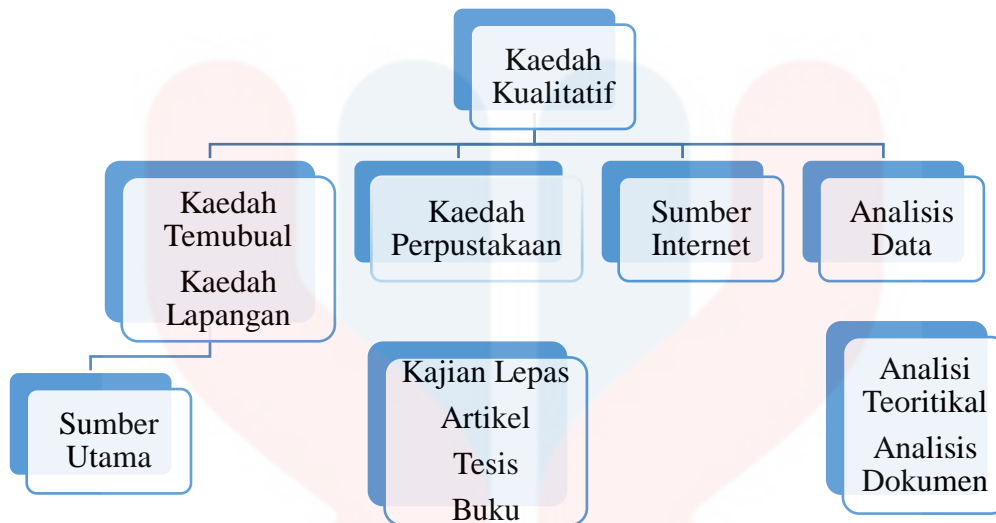 Kaedah
Kualitatif
Kaedah
Temubual
Kaedah
Lapangan
Kaedah
Perpustakaan
Sumber
Internet
Analisis
Data
Sumber
Utama
Kajian Lepas
Artikel
Tesis
Buku
Analisi
Teoritikal
Analisis
Dokumen